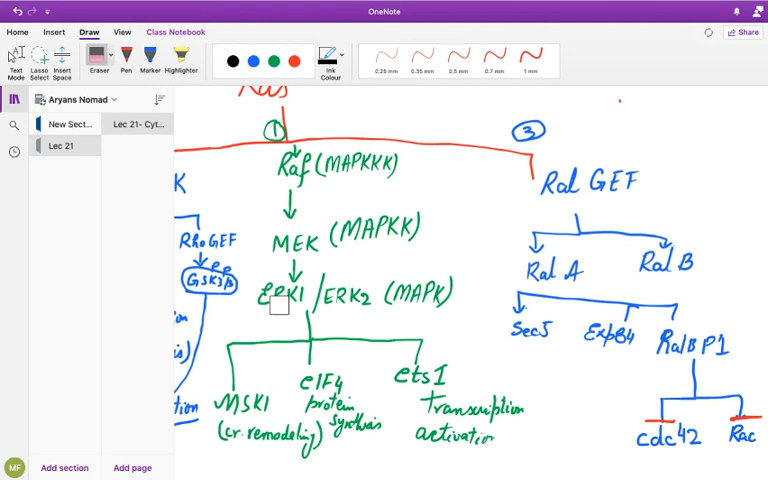 OneNote
Home Insert Draw View Class Notebook
Share
Text Mode
Lasso Select
Insert Space
Eraser
Pen
Marker
Highlighter
Ink Colour
0.25 mm
0.35 mm
0.5 mm
0.7 mm
1 mm
Aryans Nomad
New Sect...
Lec 21- Cyt...
Lec 21
Ras
1
3
Raf (MAPKKK)
Ral GEF
K
MEK (MAPKK)
RhoGEF
Ral A
Ral B
P P
GSK3β
ERK1 / ERK2 (MAPK)
Sec5
Exp84
RalBP1
MSK1
(cr. remodeling)
eIF4
protein
synthesis
ets1
transcription
activation
cdc42
Rac
MF
Add section
Add page